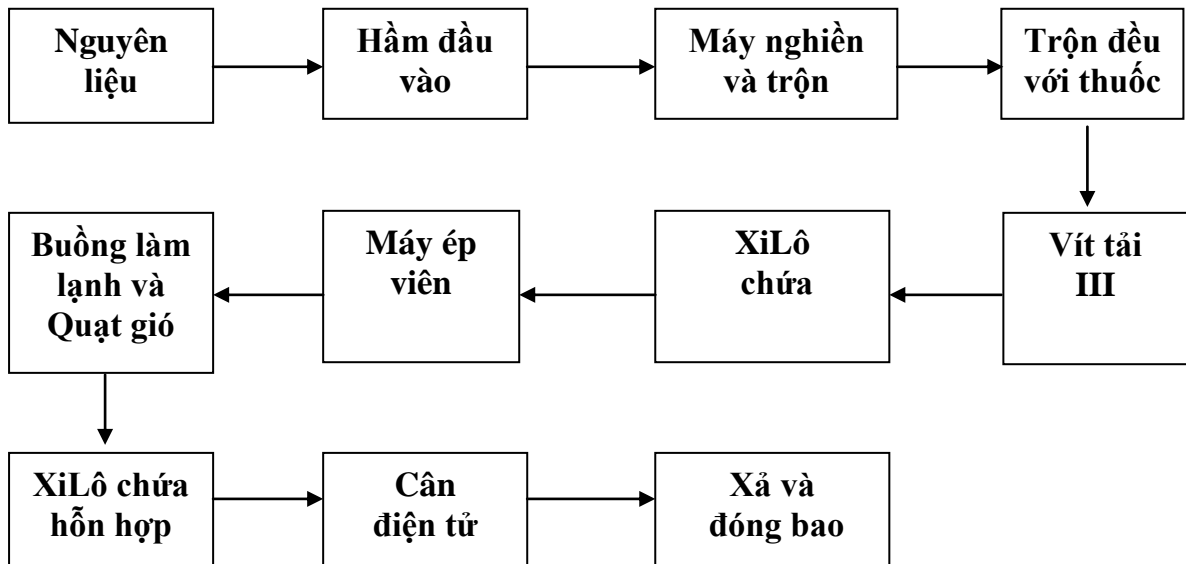 Nguyên
liệu
Hầm đầu
vào
Máy nghiền
và trộn
Trộn đều
với thuốc
Vít tải
III
XiLô
chứa
Máy ép
viên
Buồng làm
lạnh và
Quạt gió
XiLô chứa
hỗn hợp
Cân
điện tử
Xả và
đóng bao